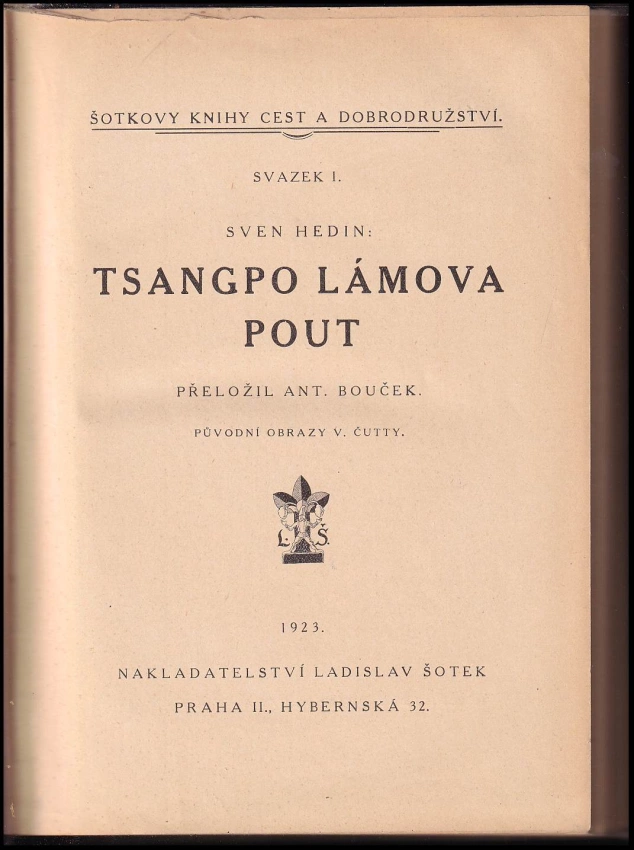 ŠOTKOVY KNIHY CEST A DOBRODRUŽSTVÍ.
SVAZEK I.
SVEN HEDIN:
TSANGPO LÁMOVA
POUT
PŘELOŽIL ANT. BOUČEK.
PŮVODNÍ OBRAZY V. ČUTTY.
L. Š.
1923.
NAKLADATELSTVÍ LADISLAV ŠOTEK
PRAHA II., HYBERNSKÁ 32.